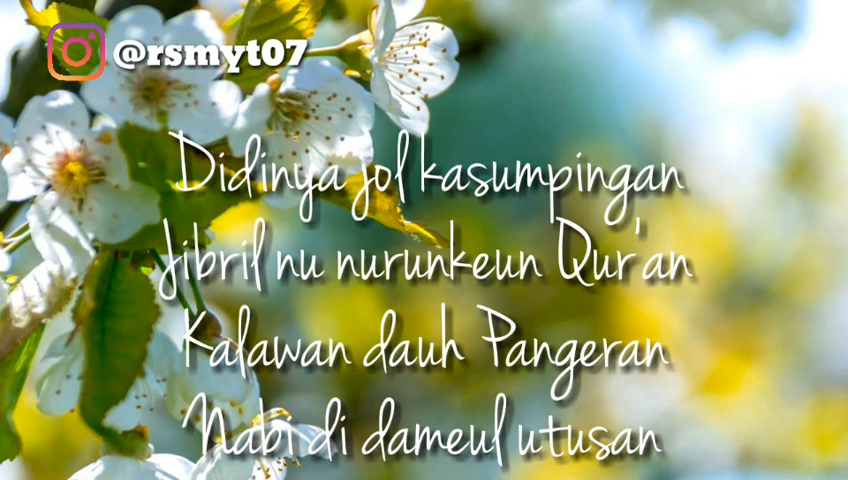 @rsmyt07
Didinya jol kasumpingan
Jibril nu nurunkeun Qur'an
Kalawan dauh Pangeran
Nabi di dameul utusan